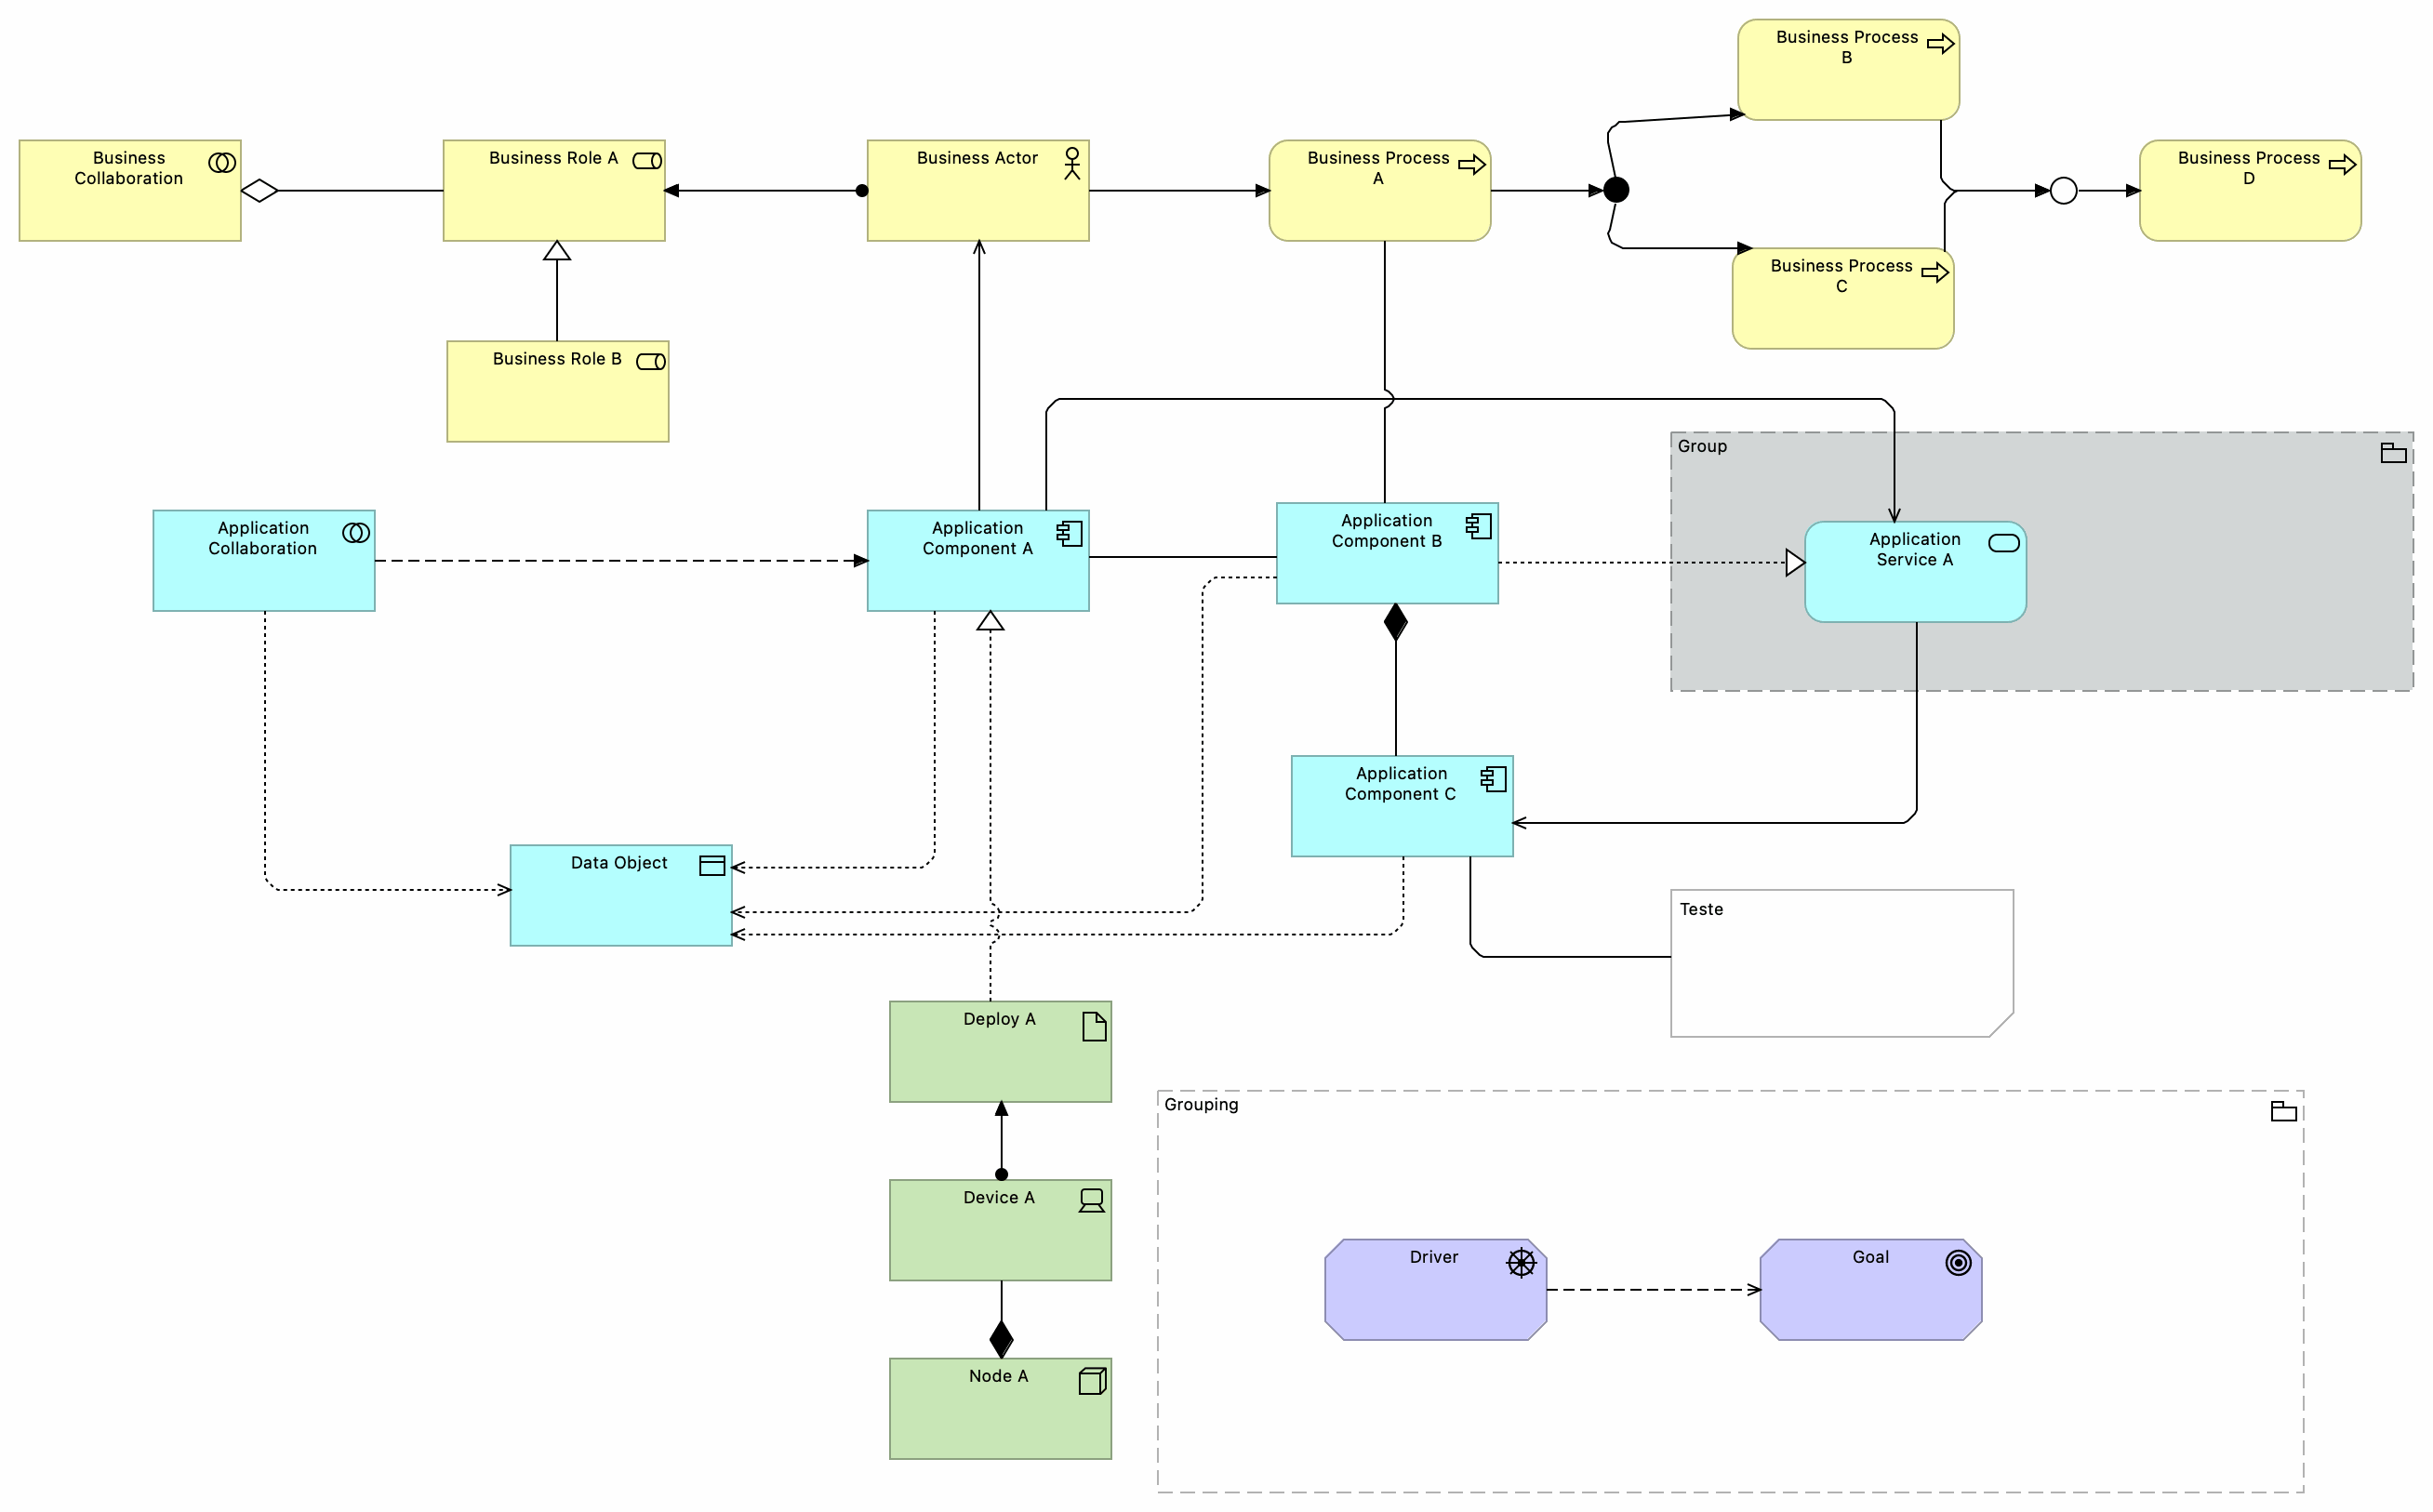 Business Process
B
Business
Collaboration
Business Role A
Business Actor
Business Process
A
Business Process
D
Business Process
C
Business Role B
Group
Application
Collaboration
Application
Component A
Application
Component B
Application
Service A
Application
Component C
Data Object
Teste
Deploy A
Grouping
Device A
Driver
Goal
Node A